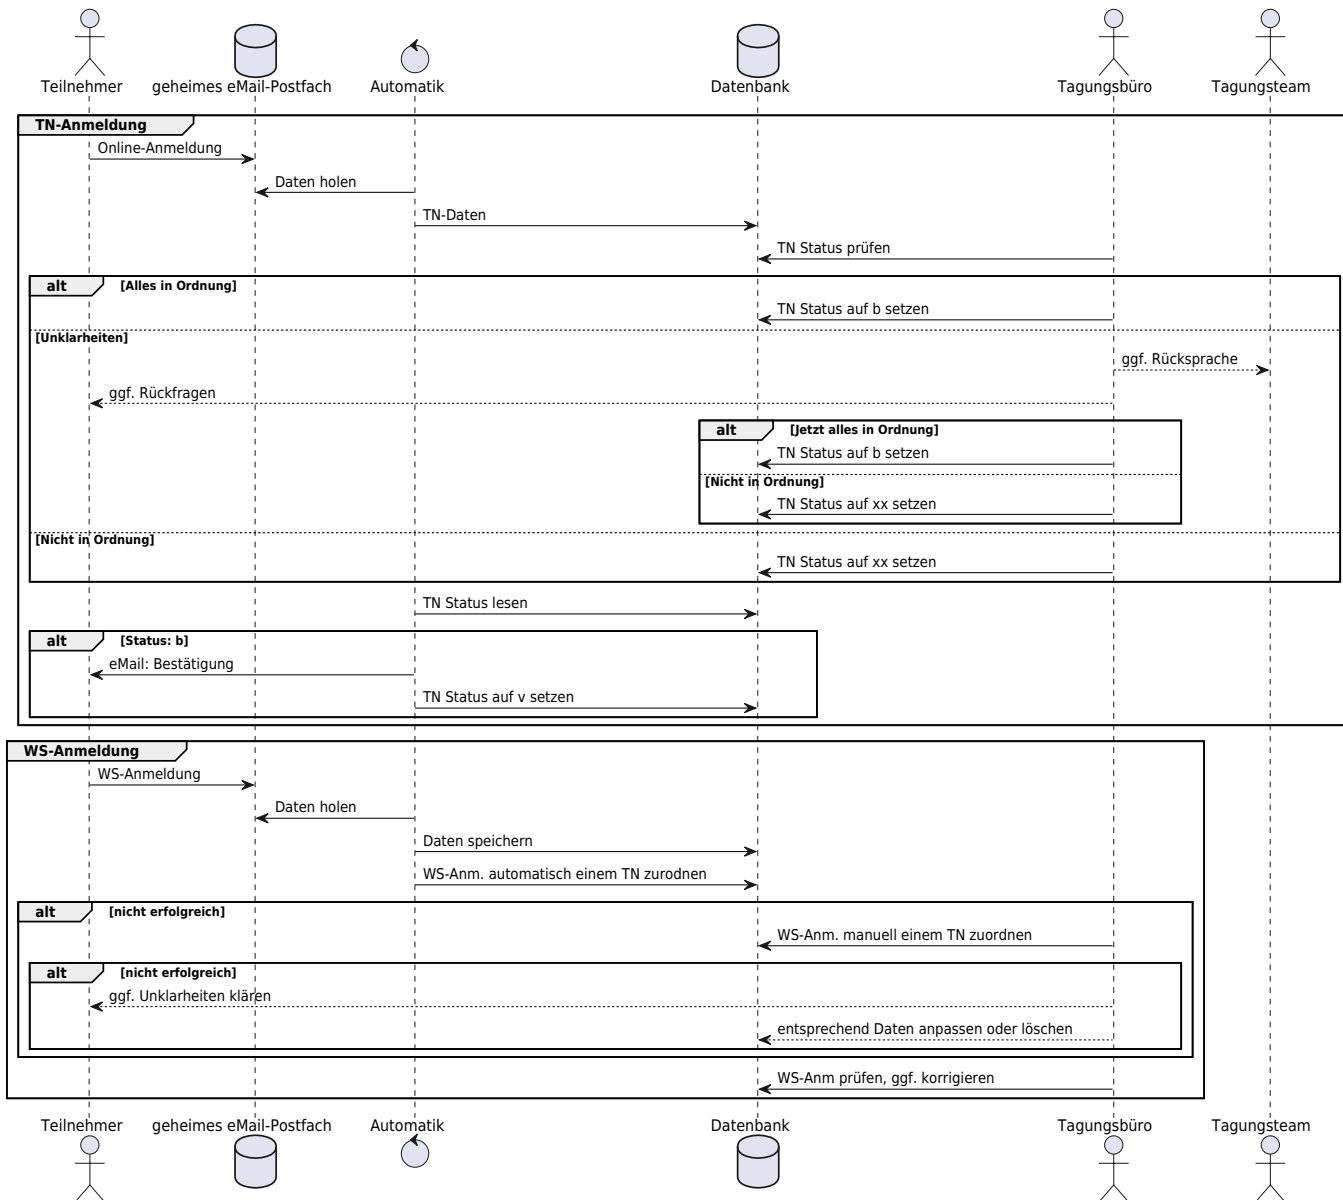 Teilnehmer geheimes eMail-Postfach Automatik Datenbank Tagungsbüro Tagungsteam
TN-Anmeldung
Online-Anmeldung
Daten holen
TN-Daten
TN Status prüfen
alt [Alles in Ordnung]
TN Status auf b setzen
[Unklarheiten]
ggf. Rücksprache
ggf. Rückfragen
alt [Jetzt alles in Ordnung]
TN Status auf b setzen
[Nicht in Ordnung]
TN Status auf xx setzen
[Nicht in Ordnung]
TN Status auf xx setzen
TN Status lesen
alt [Status: b]
eMail: Bestätigung
TN Status auf v setzen
WS-Anmeldung
WS-Anmeldung
Daten holen
Daten speichern
WS-Anm. automatisch einem TN zurodnen
alt [nicht erfolgreich]
WS-Anm. manuell einem TN zuordnen
alt [nicht erfolgreich]
ggf. Unklarheiten klären
entsprechend Daten anpassen oder löschen
WS-Anm prüfen, ggf. korrigieren
Teilnehmer geheimes eMail-Postfach Automatik Datenbank Tagungsbüro Tagungsteam